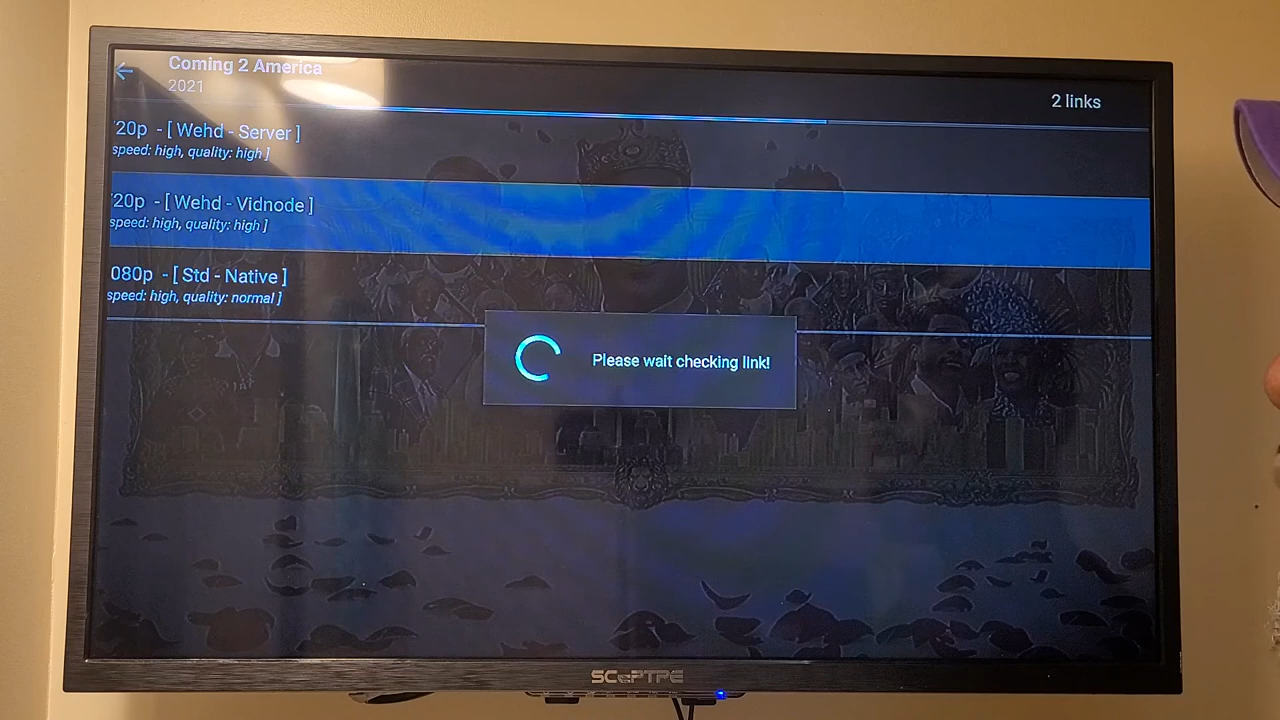 Coming 2 America
2021
2 links
20p - [ Wehd - Server ]
speed: high, quality: high ]
20p - [ Wehd - Vidnode ]
speed: high, quality: high ]
080p - [ Std - Native ]
speed: high, quality: normal ]
Please wait checking link!
SCEPTRE